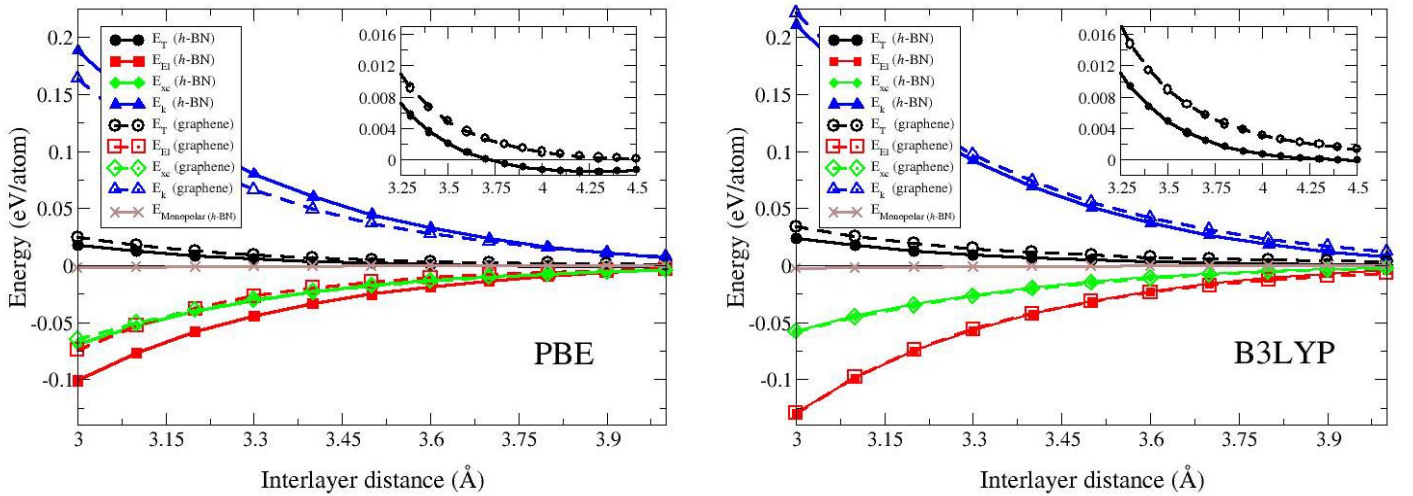 0.2
0.15
0.1
0.05
0
-0.05
-0.1
Energy (eV/atom)
E_T (h-BN)
E_El (h-BN)
E_xc (h-BN)
E_k (h-BN)
E_T (graphene)
E_El (graphene)
E_xc (graphene)
E_k (graphene)
E_Monopolar (h-BN)
0.016
0.012
0.008
0.004
0
3.25 3.5 3.75 4 4.25 4.5
PBE
3 3.15 3.3 3.45 3.6 3.75 3.9
Interlayer distance (Å)
0.2
0.15
0.1
0.05
0
-0.05
-0.1
Energy (eV/atom)
E_T (h-BN)
E_El (h-BN)
E_xc (h-BN)
E_k (h-BN)
E_T (graphene)
E_El (graphene)
E_xc (graphene)
E_k (graphene)
E_Monopolar (h-BN)
0.016
0.012
0.008
0.004
0
3.25 3.5 3.75 4 4.25 4.5
B3LYP
3 3.15 3.3 3.45 3.6 3.75 3.9
Interlayer distance (Å)